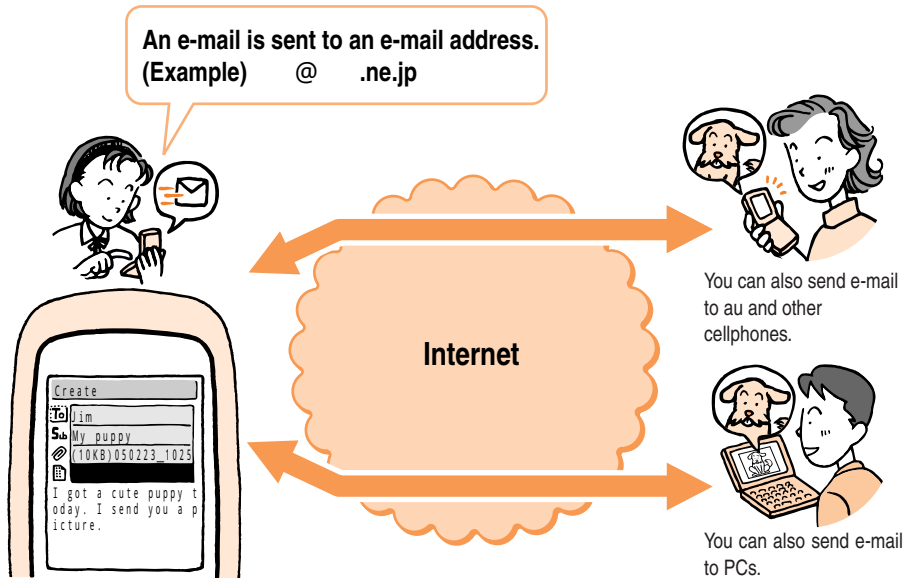 An e-mail is sent to an e-mail address.
(Example) @ .ne.jp
You can also send e-mail
to au and other
cellphones.
Internet
Create
To Jim
Sub My puppy
(10KB)050223_1025
I got a cute puppy t
oday. I send you a p
icture.
You can also send e-mail
to PCs.